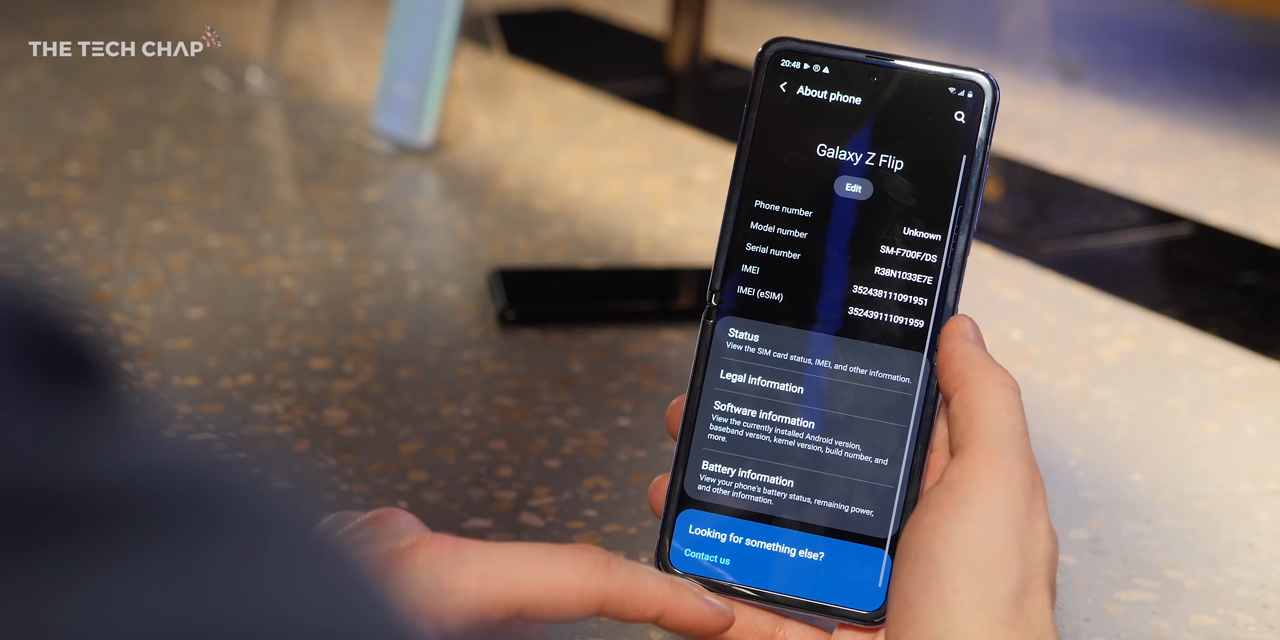 THE TECH CHAP
20:48
About phone
Galaxy Z Flip
Edit
Phone number Unknown
Model number SM-F700F/DS
Serial number R38N1033E7E
IMEI 352438111091951
IMEI (eSIM) 352439111091959
Status
View the SIM card status, IMEI, and other information.
Legal information
Software information
View the currently installed Android version,
baseband version, kernel version, build number, and
more.
Battery information
View your phone's battery status, remaining power,
and other information.
Looking for something else?
Contact us